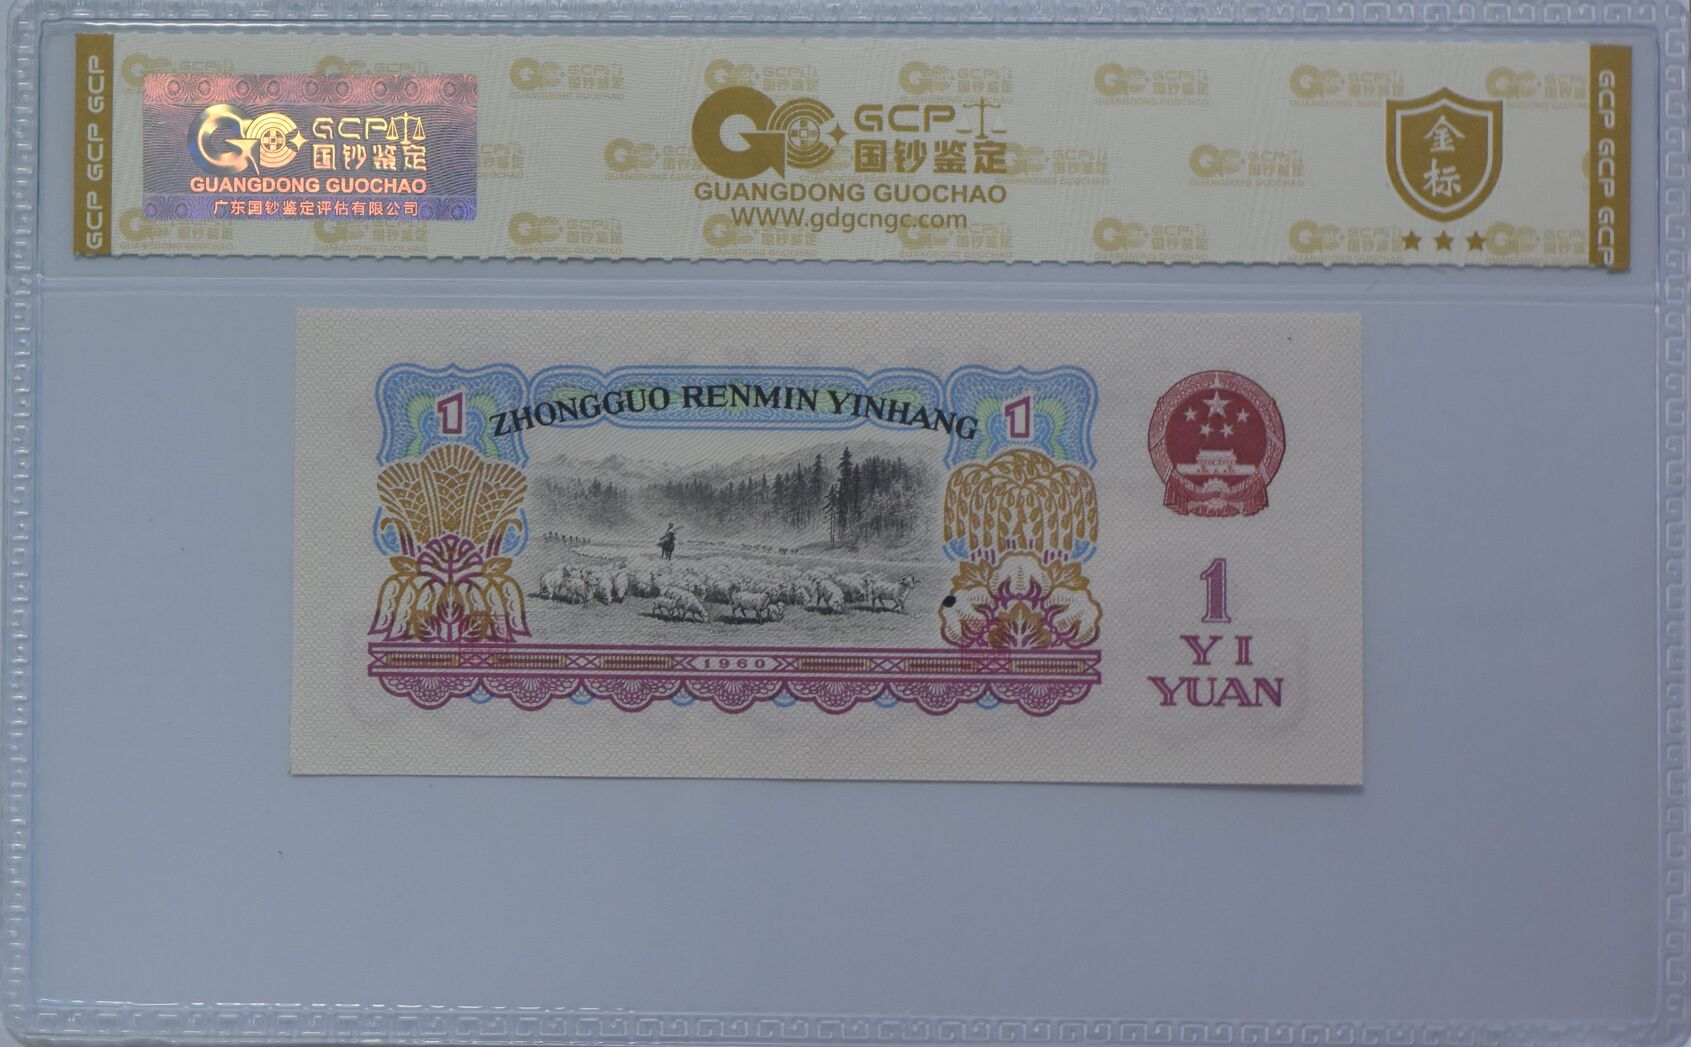 GCP GCP GCP
GCP
国钞鉴定
GUANGDONG GUOCHAO
广东国钞鉴定评估有限公司
GCP
国钞鉴定
GUANGDONG GUOCHAO
WWW.gdgcngc.com
金标
GCP GCP GCP
1
ZHONGGUO RENMIN YINHANG
1
1960
1
YI
YUAN